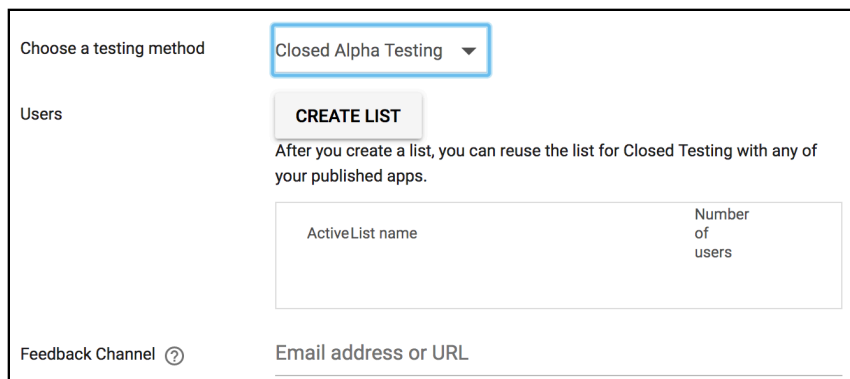 Choose a testing method
Closed Alpha Testing
Users
CREATE LIST
After you create a list, you can reuse the list for Closed Testing with any of
your published apps.
Active List name
Number
of
users
Feedback Channel ?
Email address or URL